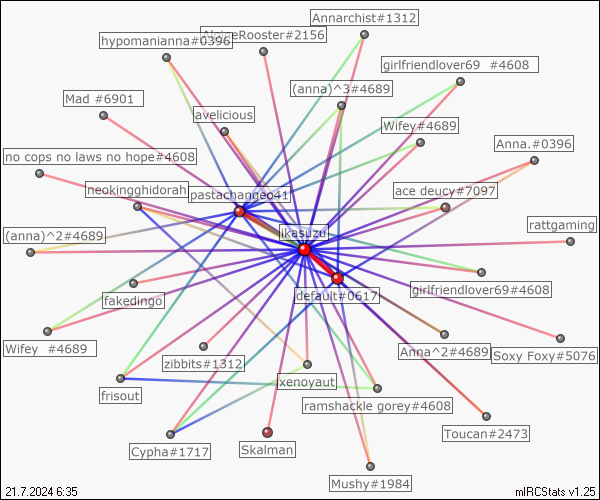 Annarchist#1312
hypomanianna#0396
AlpineRooster#2156
girlfriendlover69 #4608
(anna)^3#4689
Mad #6901
avelicious
Wifey#4689
Anna.#0396
no cops no laws no hope#4608
neokingghidorah
pastachangeo41
ace deucy#7097
rattgaming
(anna)^2#4689
ikasuzu
fakedingo
default#0617
girlfriendlover69#4608
Wifey #4689
zibbits#1312
Anna^2#4689
Soxy Foxy#5076
xenoyaut
frisout
ramshackle gorey#4608
Toucan#2473
Cypha#1717
Skalman
Mushy#1984
21.7.2024 6:35
mIRCStats v1.25